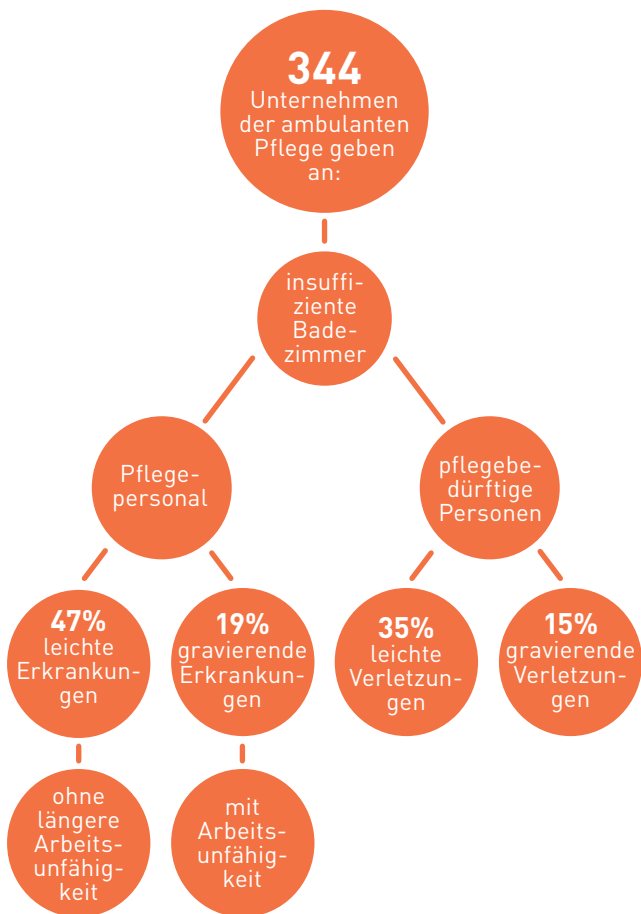 344
Unternehmen
der ambulanten
Pflege geben
an:
insuffi-
ziente
Bade-
zimmer
Pflege-
personal
pflegebe-
dürftige
Personen
47%
leichte
Erkrankun-
gen
19%
gravierende
Erkrankun-
gen
35%
leichte
Verletzun-
gen
15%
gravierende
Verletzun-
gen
ohne
längere
Arbeits-
unfähig-
keit
mit
Arbeits-
unfähig-
keit